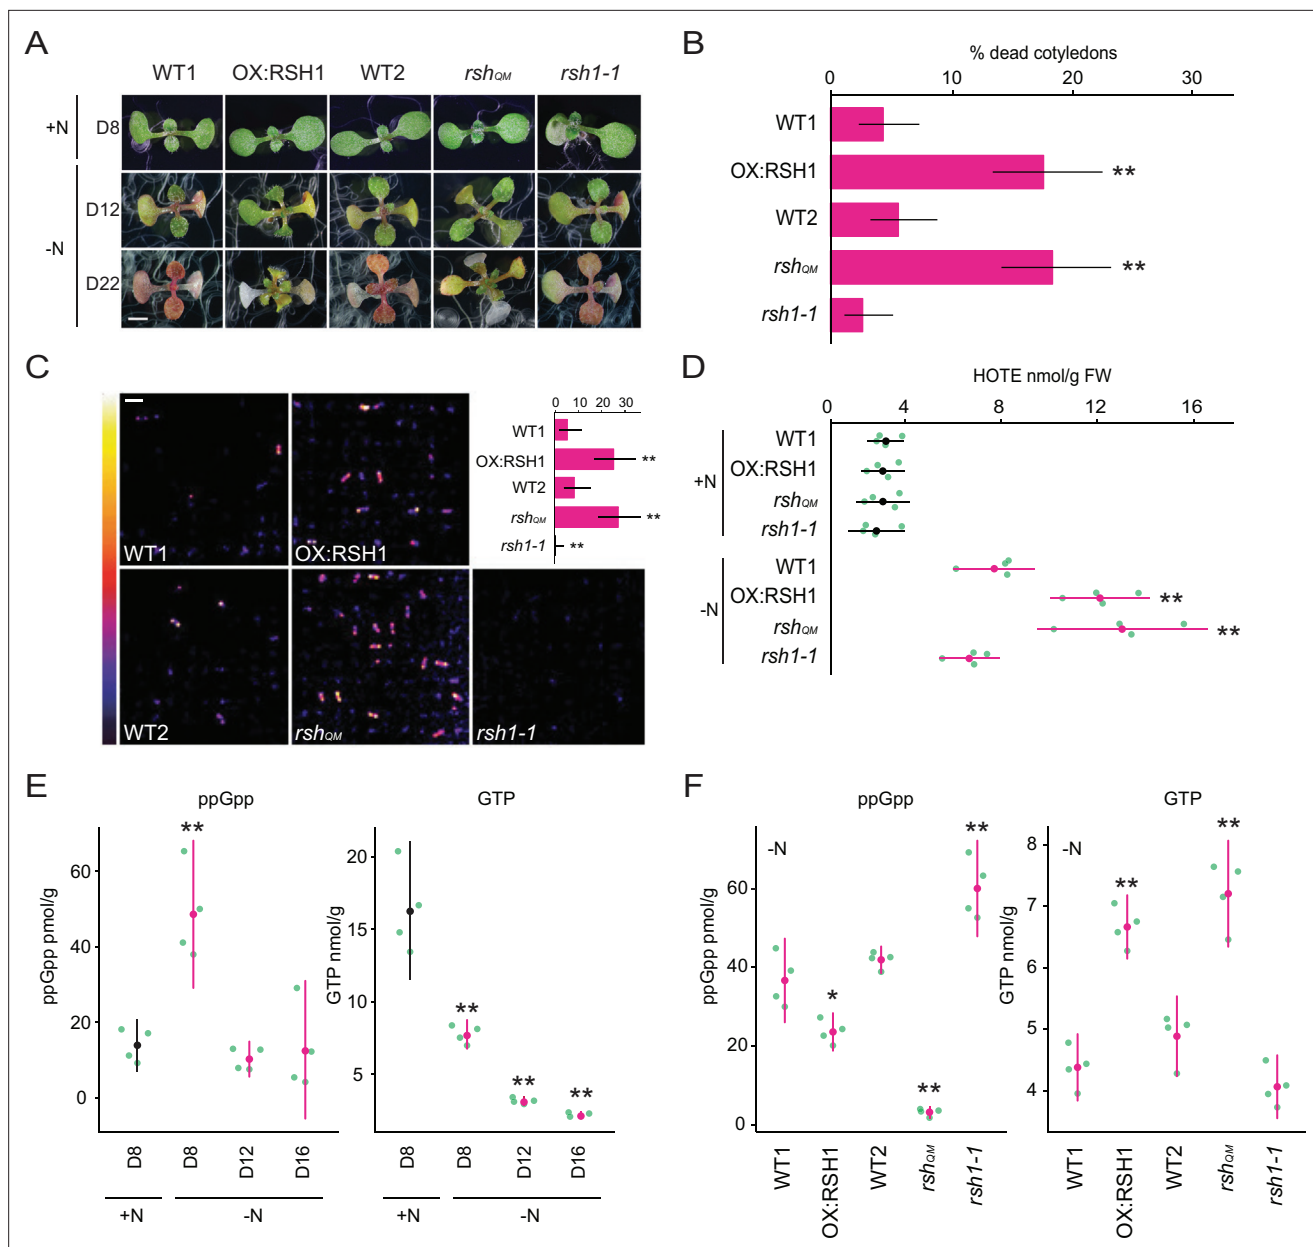 A
WT1 OX:RSH1 WT2 rshQM rsh1-1
+N D8
D12
-N
D22
B
% dead cotyledons
0 10 20 30
WT1
OX:RSH1 **
WT2
rshQM **
rsh1-1
C
0 10 20 30
WT1
OX:RSH1 **
WT2
rshQM **
rsh1-1 **
WT1 OX:RSH1
WT2 rshQM rsh1-1
D
HOTE nmol/g FW
0 4 8 12 16
WT1
OX:RSH1
+N
rshQM
rsh1-1
WT1
OX:RSH1 **
-N
rshQM **
rsh1-1
E
ppGpp
ppGpp pmol/g
60
40
20
0
**
D8 D8 D12 D16
+N -N
GTP
GTP nmol/g
20
15
10
5
** ** **
D8 D8 D12 D16
+N -N
F
ppGpp
-N
ppGpp pmol/g
60
40
20
0
* ** **
WT1 OX:RSH1 WT2 rshQM rsh1-1
GTP
-N
GTP nmol/g
8
7
6
5
4
** **
WT1 OX:RSH1 WT2 rshQM rsh1-1